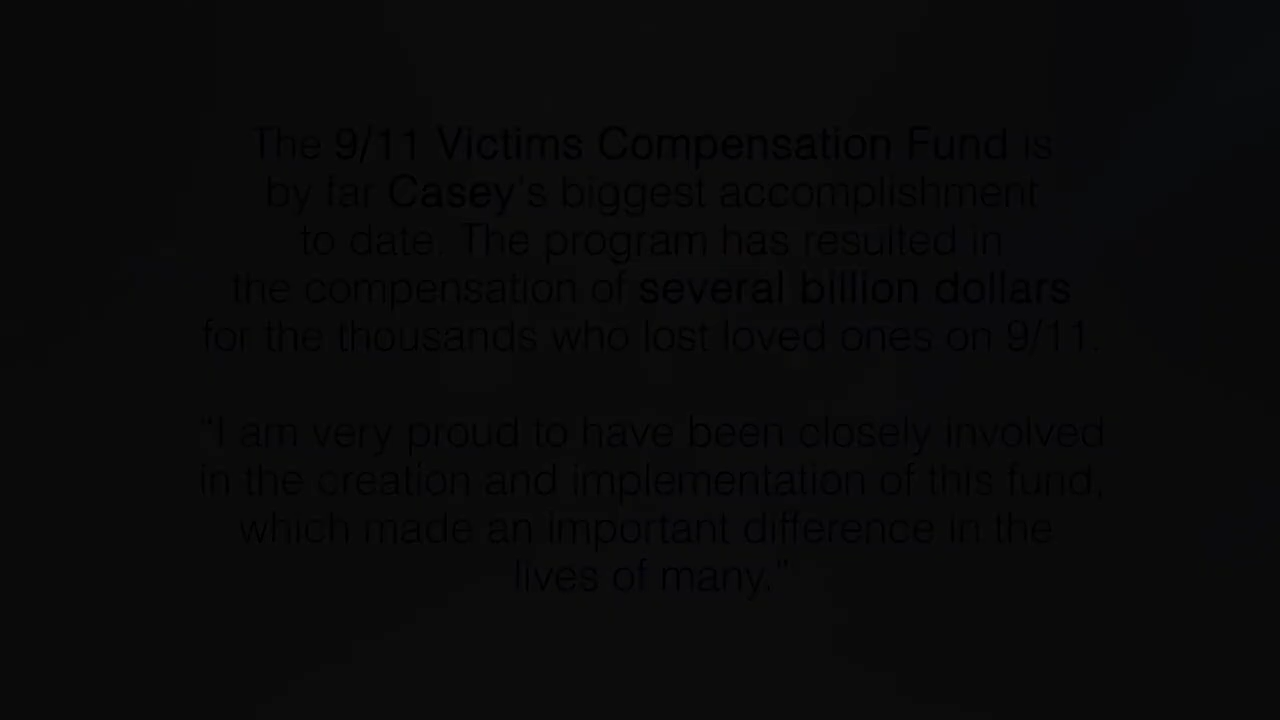 The 9/11 Victims Compensation Fund is
by far Casey's biggest accomplishment
to date. The program has resulted in
the compensation of several billion dollars
for the thousands who lost loved ones on 9/11.
“I am very proud to have been closely involved
in the creation and implementation of this fund,
which made an important difference in the
lives of many.”